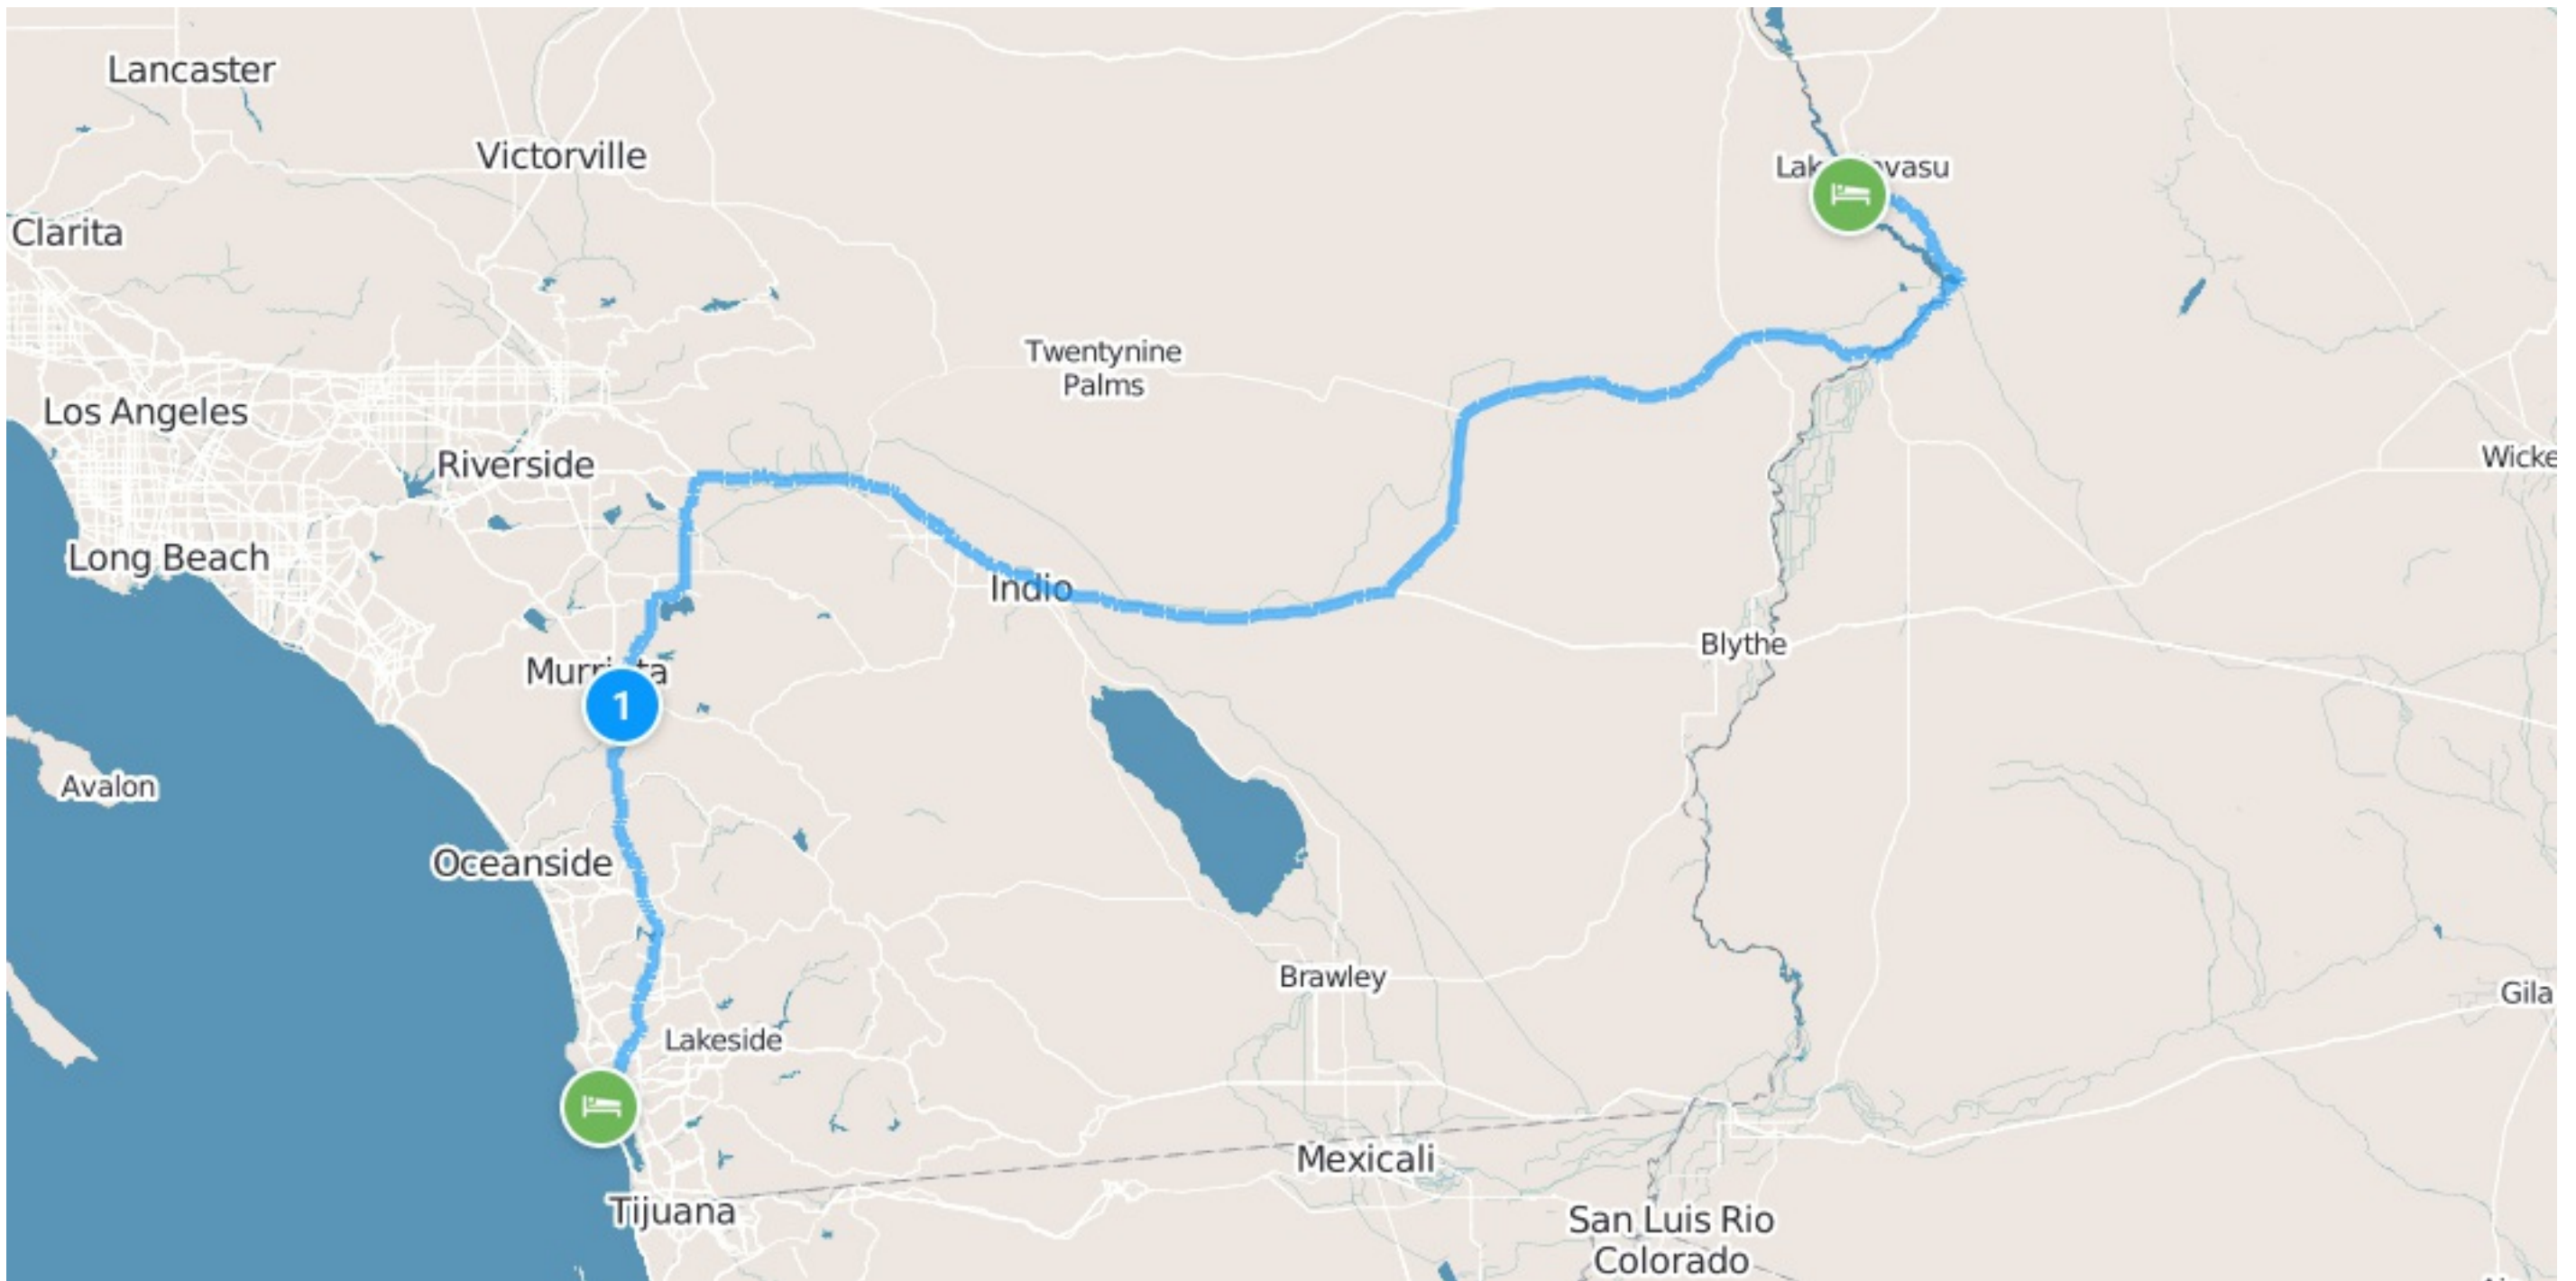 Lancaster
Victorville
Clarita
Twentynine
Palms
Los Angeles
Riverside
Long Beach
Indio
Blythe
1
Avalon
Oceanside
Brawley
Lakeside
Mexicali
Tijuana
San Luis Rio
Colorado
Wicke
Gila